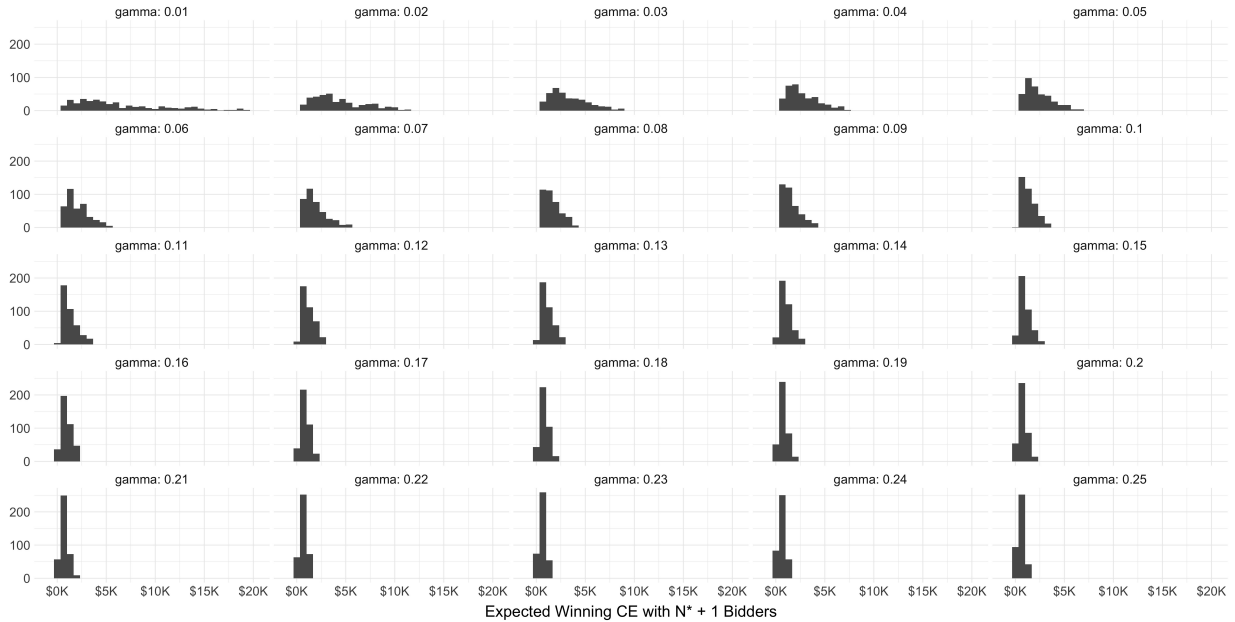 gamma: 0.01 gamma: 0.02 gamma: 0.03 gamma: 0.04 gamma: 0.05
200
100
0
gamma: 0.06 gamma: 0.07 gamma: 0.08 gamma: 0.09 gamma: 0.1
200
100
0
gamma: 0.11 gamma: 0.12 gamma: 0.13 gamma: 0.14 gamma: 0.15
200
100
0
gamma: 0.16 gamma: 0.17 gamma: 0.18 gamma: 0.19 gamma: 0.2
200
100
0
gamma: 0.21 gamma: 0.22 gamma: 0.23 gamma: 0.24 gamma: 0.25
200
100
0
$0K $5K $10K $15K $20K $0K $5K $10K $15K $20K $0K $5K $10K $15K $20K $0K $5K $10K $15K $20K $0K $5K $10K $15K $20K
Expected Winning CE with N* + 1 Bidders